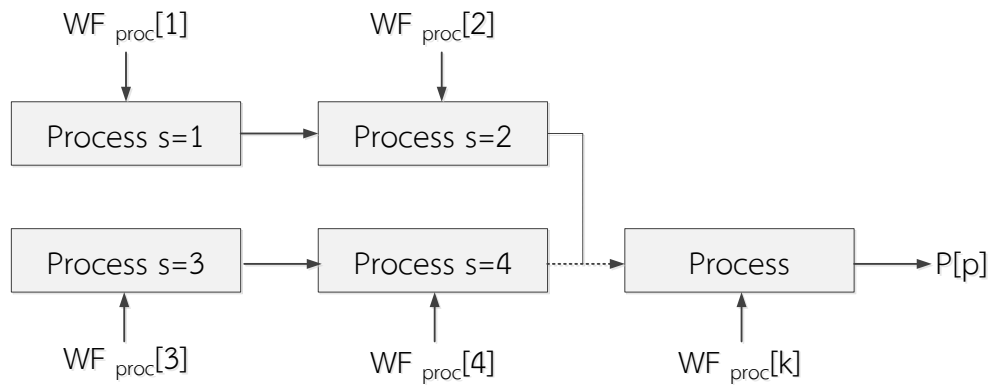 WF proc[1]
WF proc[2]
Process s=1
Process s=2
Process s=3
Process s=4
Process
P[p]
WF proc[3]
WF proc[4]
WF proc[k]